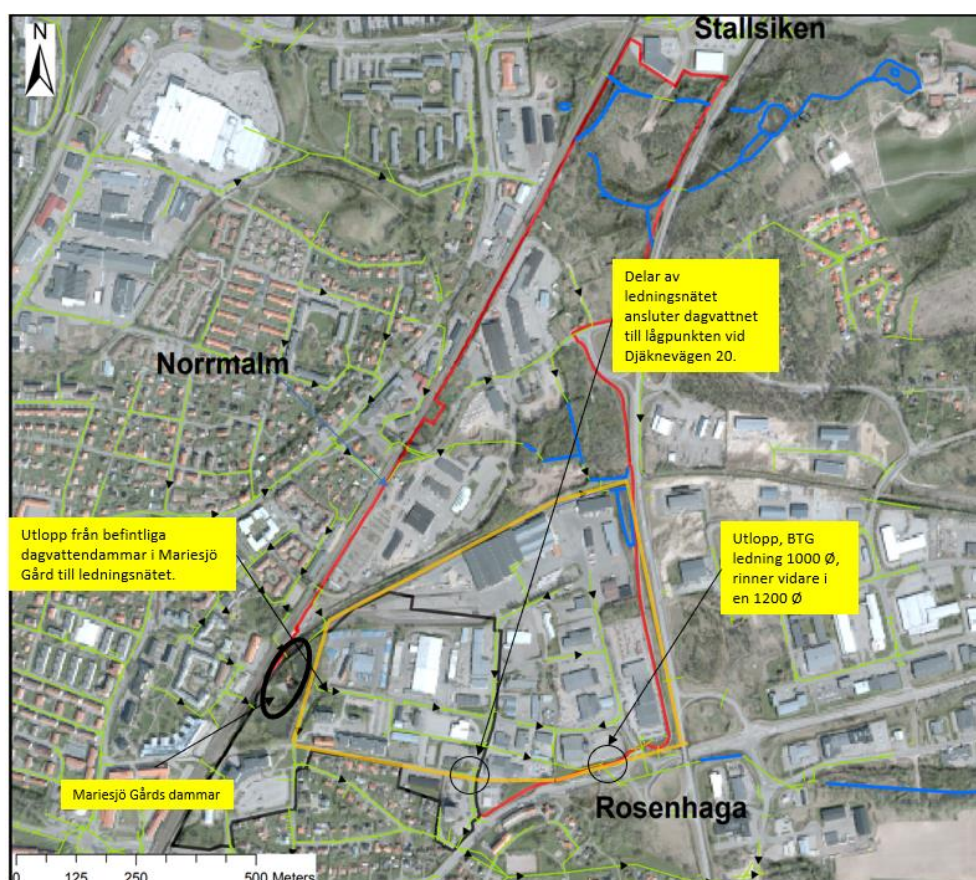 Stallsiken
N
Delar av
ledningsnätet
ansluter dagvattnet
till lågpunkten vid
Djäknevägen 20.
Norrmalm
Utlopp från befintliga
dagvattendammar i Mariesjö
Gård till ledningsnätet.
Utlopp, BTG
ledning 1000 Ø,
rinner vidare i
en 1200 Ø
Mariesjö Gårds dammar
Rosenhaga
0 125 250 500 Meters